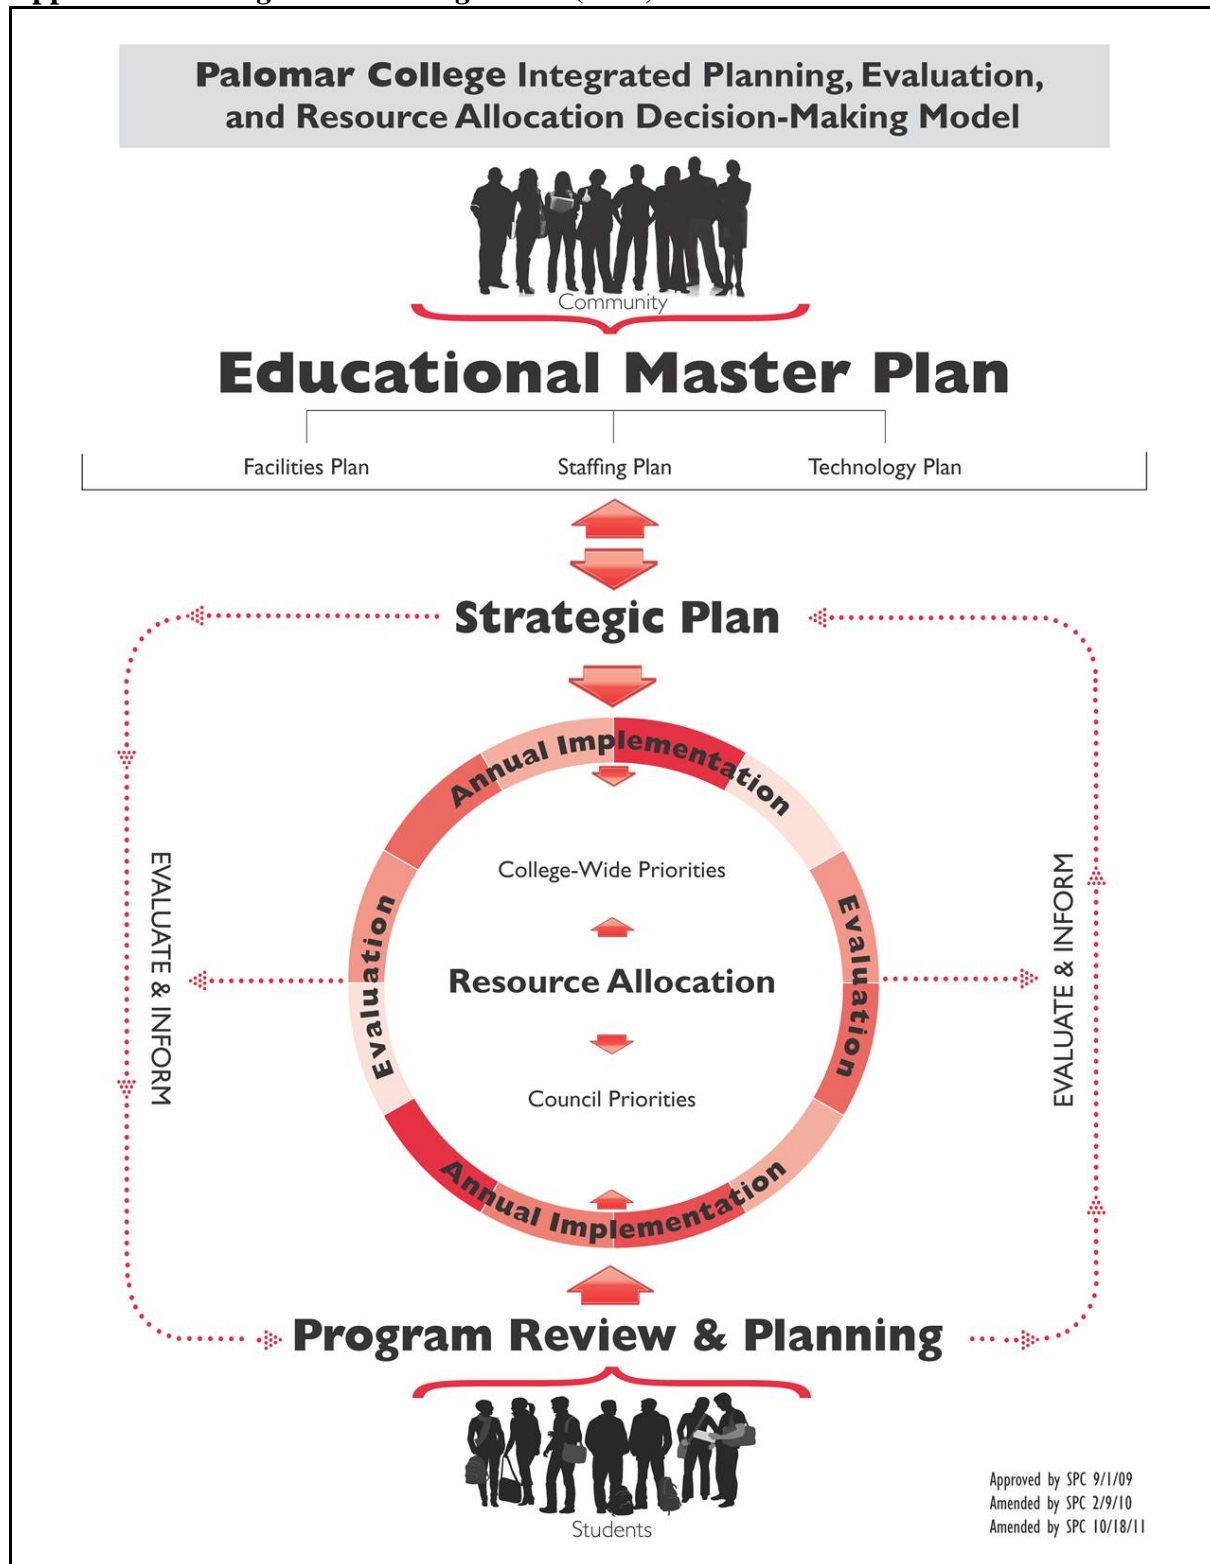 Palomar College Integrated Planning, Evaluation,
and Resource Allocation Decision-Making Model
Community
Educational Master Plan
Facilities Plan
Staffing Plan
Technology Plan
Strategic Plan
Annual Implementation
College-Wide Priorities
EVALUATE & INFORM
Evaluation
Resource Allocation
Evaluation
EVALUATE & INFORM
Council Priorities
Annual Implementation
Program Review & Planning
Students
Approved by SPC 9/1/09
Amended by SPC 2/9/10
Amended by SPC 10/18/11